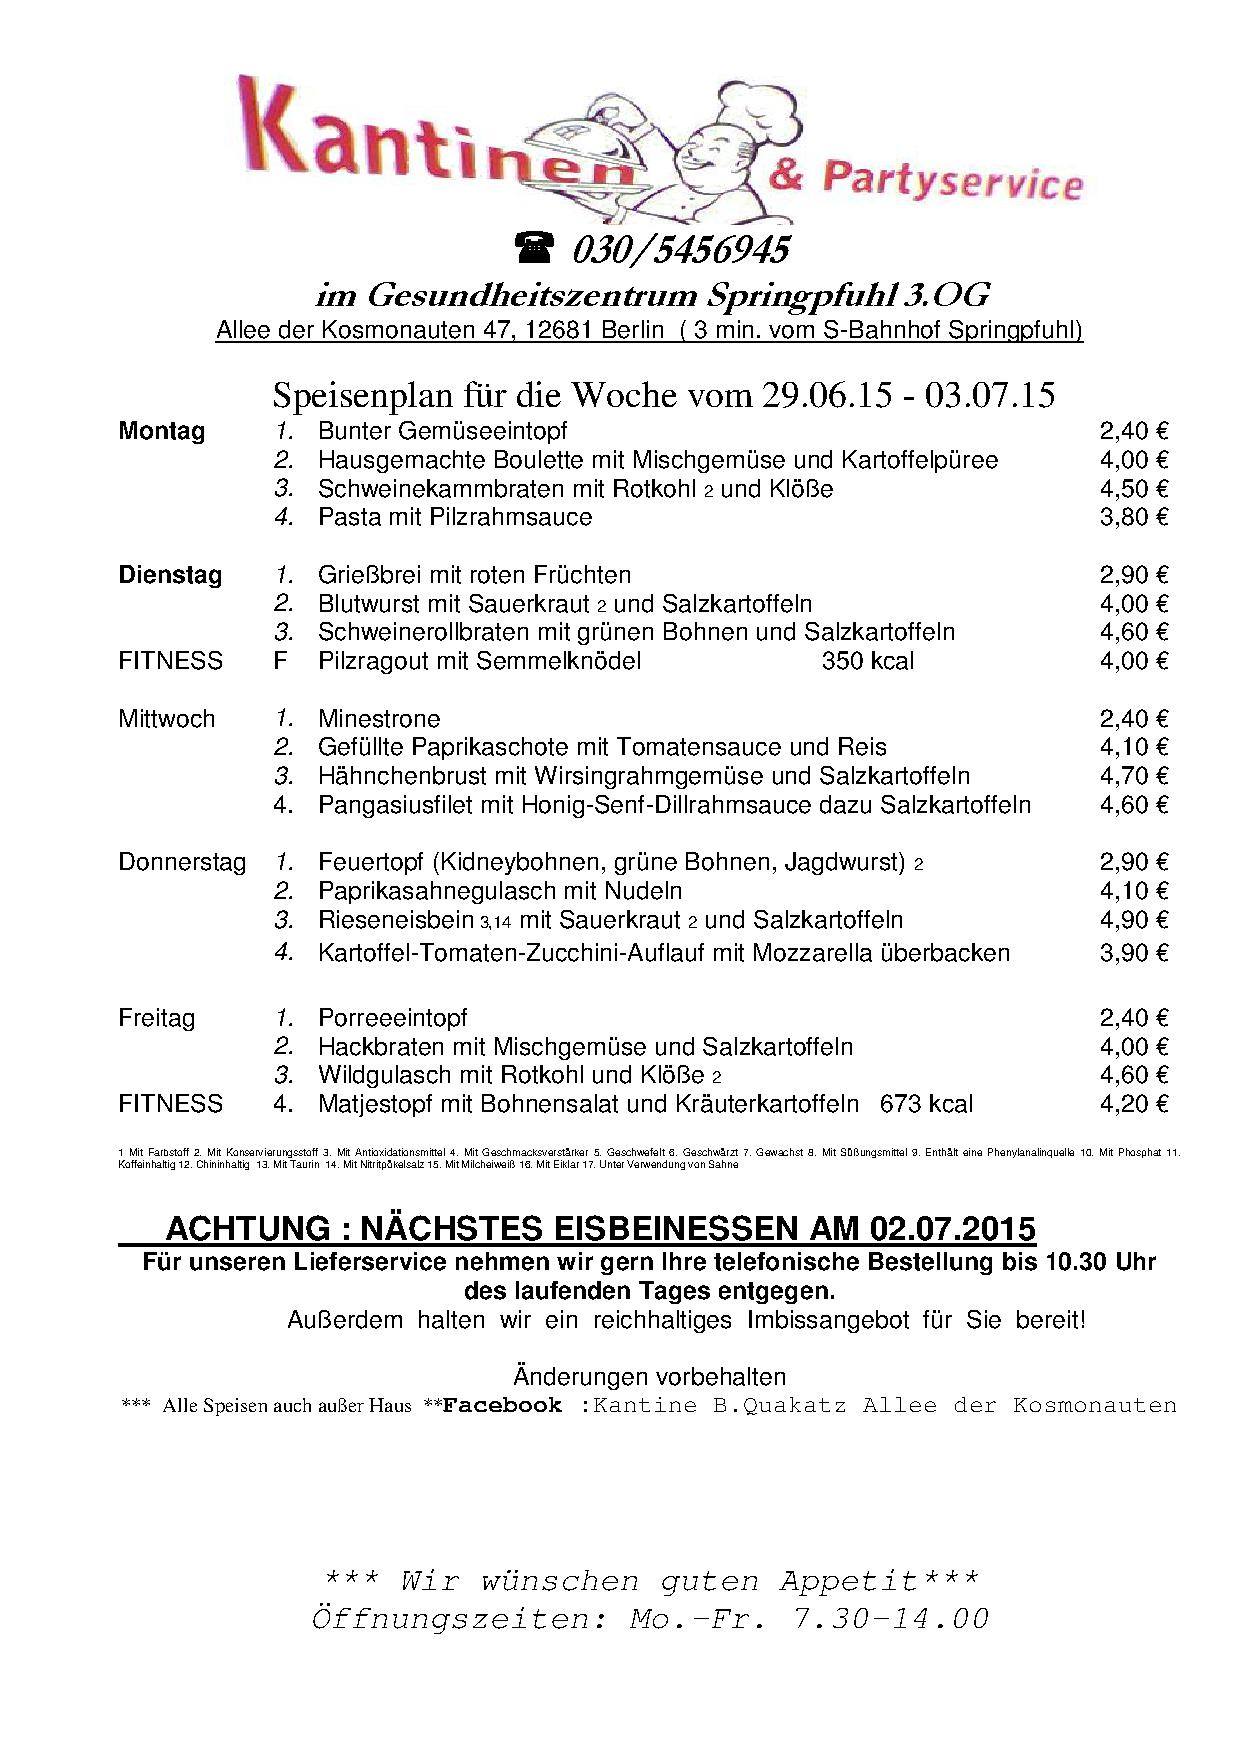 Kantinen & Partyservice
☎ 030/5456945
im Gesundheitszentrum Springpfuhl 3.OG
Allee der Kosmonauten 47, 12681 Berlin ( 3 min. vom S-Bahnhof Springpfuhl)
Speisenplan für die Woche vom 29.06.15 - 03.07.15
Montag 1. Bunter Gemüseeintopf 2,40 €
2. Hausgemachte Boulette mit Mischgemüse und Kartoffelpüree 4,00 €
3. Schweinekammbraten mit Rotkohl 2 und Klöße 4,50 €
4. Pasta mit Pilzrahmsauce 3,80 €
Dienstag 1. Grießbrei mit roten Früchten 2,90 €
2. Blutwurst mit Sauerkraut 2 und Salzkartoffeln 4,00 €
3. Schweinerollbraten mit grünen Bohnen und Salzkartoffeln 4,60 €
FITNESS F Pilzragout mit Semmelknödel 350 kcal 4,00 €
Mittwoch 1. Minestrone 2,40 €
2. Gefüllte Paprikaschote mit Tomatensauce und Reis 4,10 €
3. Hähnchenbrust mit Wirsingrahmgemüse und Salzkartoffeln 4,70 €
4. Pangasiusfilet mit Honig-Senf-Dillrahmsauce dazu Salzkartoffeln 4,60 €
Donnerstag 1. Feuertopf (Kidneybohnen, grüne Bohnen, Jagdwurst) 2 2,90 €
2. Paprikasahnegulasch mit Nudeln 4,10 €
3. Rieseneisbein 3,14 mit Sauerkraut 2 und Salzkartoffeln 4,90 €
4. Kartoffel-Tomaten-Zucchini-Auflauf mit Mozzarella überbacken 3,90 €
Freitag 1. Porreeeintopf 2,40 €
2. Hackbraten mit Mischgemüse und Salzkartoffeln 4,00 €
3. Wildgulasch mit Rotkohl und Klöße 2 4,60 €
FITNESS 4. Matjestopf mit Bohnensalat und Kräuterkartoffeln 673 kcal 4,20 €
1 Mit Farbstoff 2. Mit Konservierungsstoff 3. Mit Antioxidationsmittel 4. Mit Geschmacksverstärker 5. Geschwefelt 6. Geschwärzt 7. Gewachst 8. Mit Süßungsmittel 9. Enthält eine Phenylanalinquelle 10. Mit Phosphat 11.
Koffeinhaltig 12. Chininhaltig 13. Mit Taurin 14. Mit Nitritpökelsalz 15. Mit Milcheiweiß 16. Mit Eiklar 17. Unter Verwendung von Sahne
ACHTUNG : NÄCHSTES EISBEINESSEN AM 02.07.2015
Für unseren Lieferservice nehmen wir gern Ihre telefonische Bestellung bis 10.30 Uhr
des laufenden Tages entgegen.
Außerdem halten wir ein reichhaltiges Imbissangebot für Sie bereit!
Änderungen vorbehalten
*** Alle Speisen auch außer Haus **Facebook :Kantine B.Quakatz Allee der Kosmonauten
*** Wir wünschen guten Appetit***
Öffnungszeiten: Mo.-Fr. 7.30-14.00